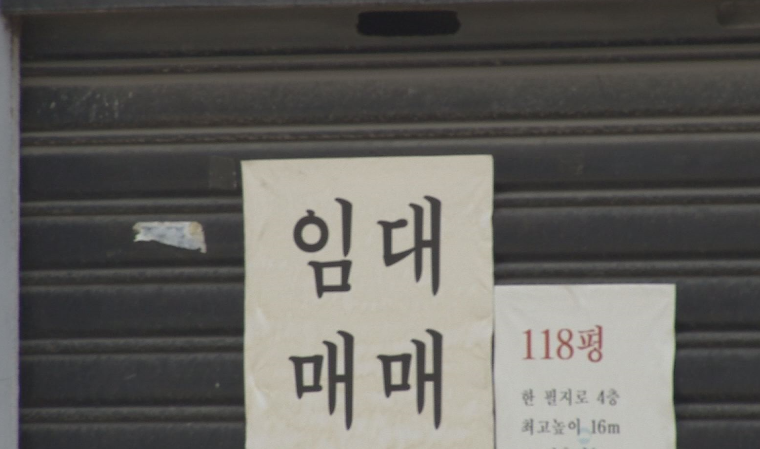 임대
매매
118평
한 필지로 4층
최고높이 16m